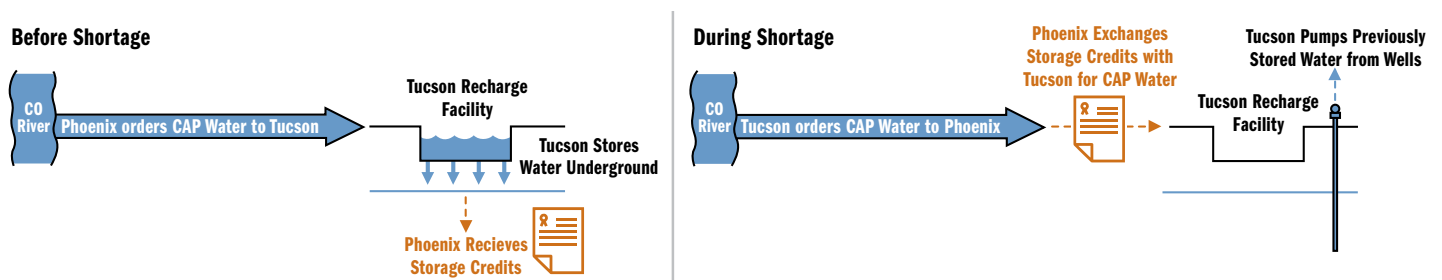 Before Shortage
CO
River
Phoenix orders CAP Water to Tucson
Tucson Recharge
Facility
Tucson Stores
Water Underground
Phoenix Recieves
Storage Credits
During Shortage
CO
River
Tucson orders CAP Water to Phoenix
Phoenix Exchanges
Storage Credits with
Tucson for CAP Water
Tucson Recharge
Facility
Tucson Pumps Previously
Stored Water from Wells